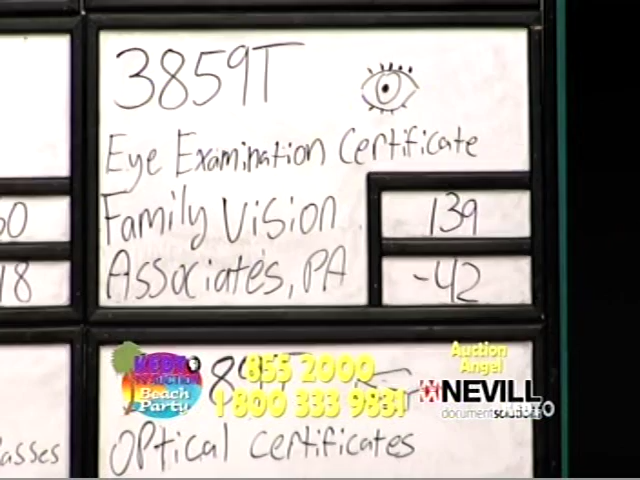 3859T
Eye Examination Certificate
Family Vision
Associates, PA
139
-42
60
18
855 2000
1 800 333 9831
Beach
Party
Auction
Angel
NEVILL
document solutions
asses
Optical certificates